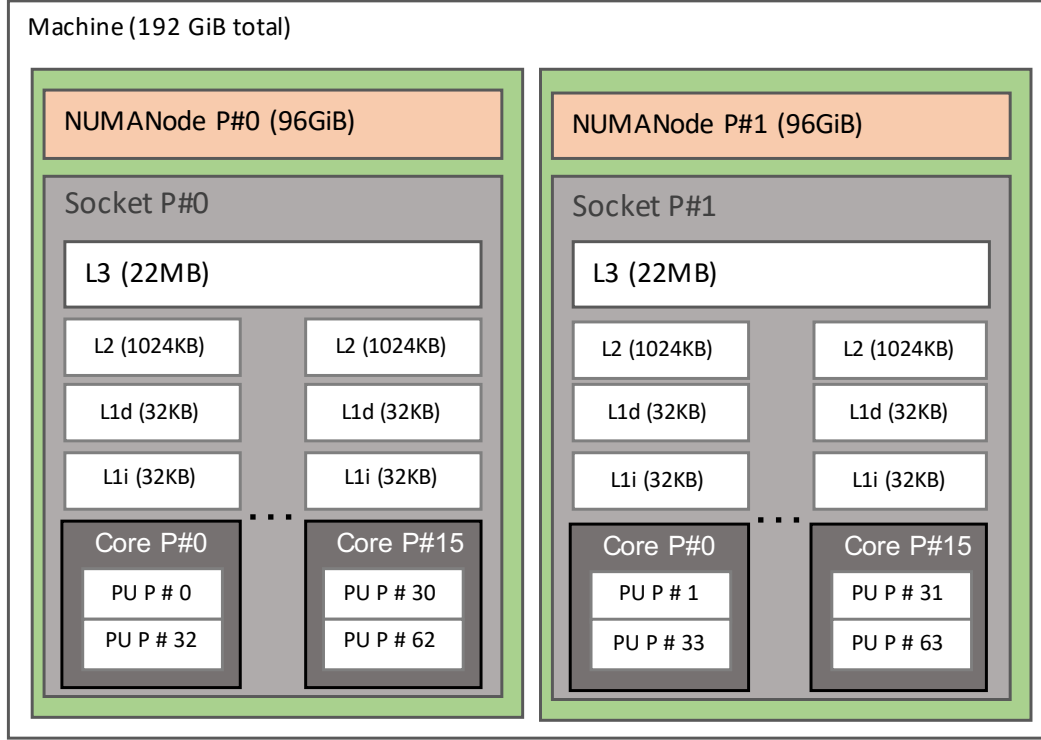 Machine (192 GiB total)
NUMANode P#0 (96GiB)
Socket P#0
L3 (22MB)
L2 (1024KB) L2 (1024KB)
L1d (32KB) L1d (32KB)
L1i (32KB) L1i (32KB)
...
Core P#0 Core P#15
PU P # 0 PU P # 30
PU P # 32 PU P # 62
NUMANode P#1 (96GiB)
Socket P#1
L3 (22MB)
L2 (1024KB) L2 (1024KB)
L1d (32KB) L1d (32KB)
L1i (32KB) L1i (32KB)
...
Core P#0 Core P#15
PU P # 1 PU P # 31
PU P # 33 PU P # 63